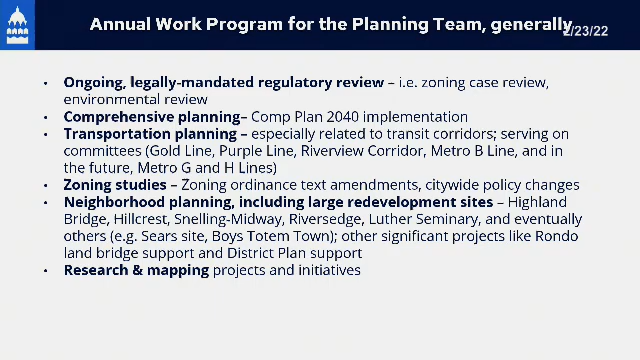 Annual Work Program for the Planning Team, generally
2/23/22
• Ongoing, legally-mandated regulatory review – i.e. zoning case review,
environmental review
• Comprehensive planning– Comp Plan 2040 implementation
• Transportation planning – especially related to transit corridors; serving on
committees (Gold Line, Purple Line, Riverview Corridor, Metro B Line, and in
the future, Metro G and H Lines)
• Zoning studies – Zoning ordinance text amendments, citywide policy changes
• Neighborhood planning, including large redevelopment sites – Highland
Bridge, Hillcrest, Snelling-Midway, Riversedge, Luther Seminary, and eventually
others (e.g. Sears site, Boys Totem Town); other significant projects like Rondo
land bridge support and District Plan support
• Research & mapping projects and initiatives